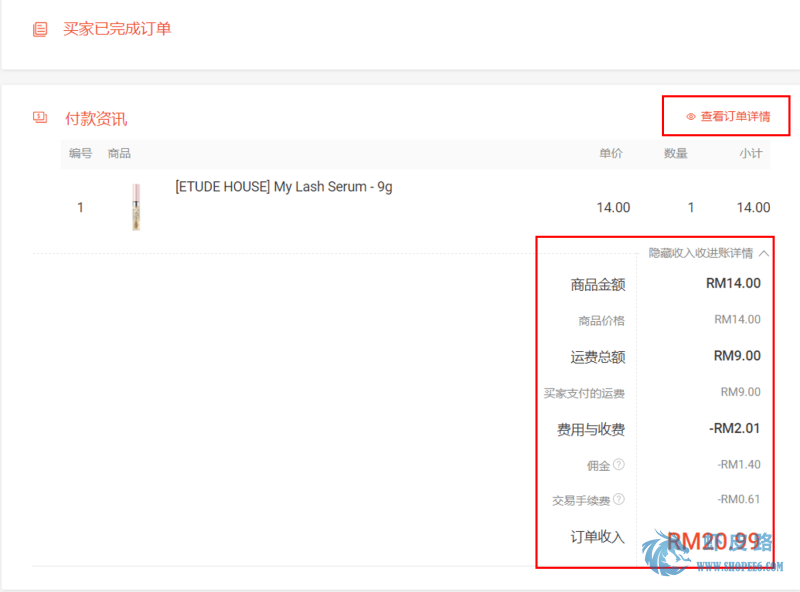 买家已完成订单
付款资讯
查看订单详情
编号 商品 单价 数量 小计
1 [ETUDE HOUSE] My Lash Serum - 9g 14.00 1 14.00
隐藏收入收进账详情
商品金额 RM14.00
商品价格 RM14.00
运费总额 RM9.00
买家支付的运费 RM9.00
费用与收费 -RM2.01
佣金 -RM1.40
交易手续费 -RM0.61
订单收入 RM20.99
虾皮路
WWW.SHOPEE6.COM